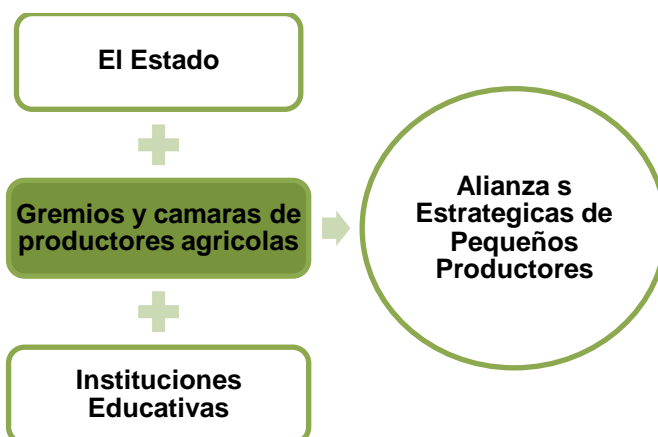 El Estado
Gremios y camaras de
productores agricolas
Instituciones
Educativas
Alianza s
Estrategicas de
Pequeños
Productores